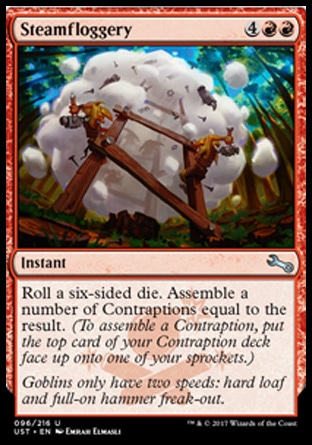 Steamfloggery 4
Instant
Roll a six-sided die. Assemble a
number of Contraptions equal to the
result. (To assemble a Contraption, put
the top card of your Contraption deck
face up onto one of your sprockets.)
Goblins only have two speeds: hard loaf
and full-on hammer freak-out.
096/216 U
UST • EN Emrah Elmasli
™ & © 2017 Wizards of the Coast